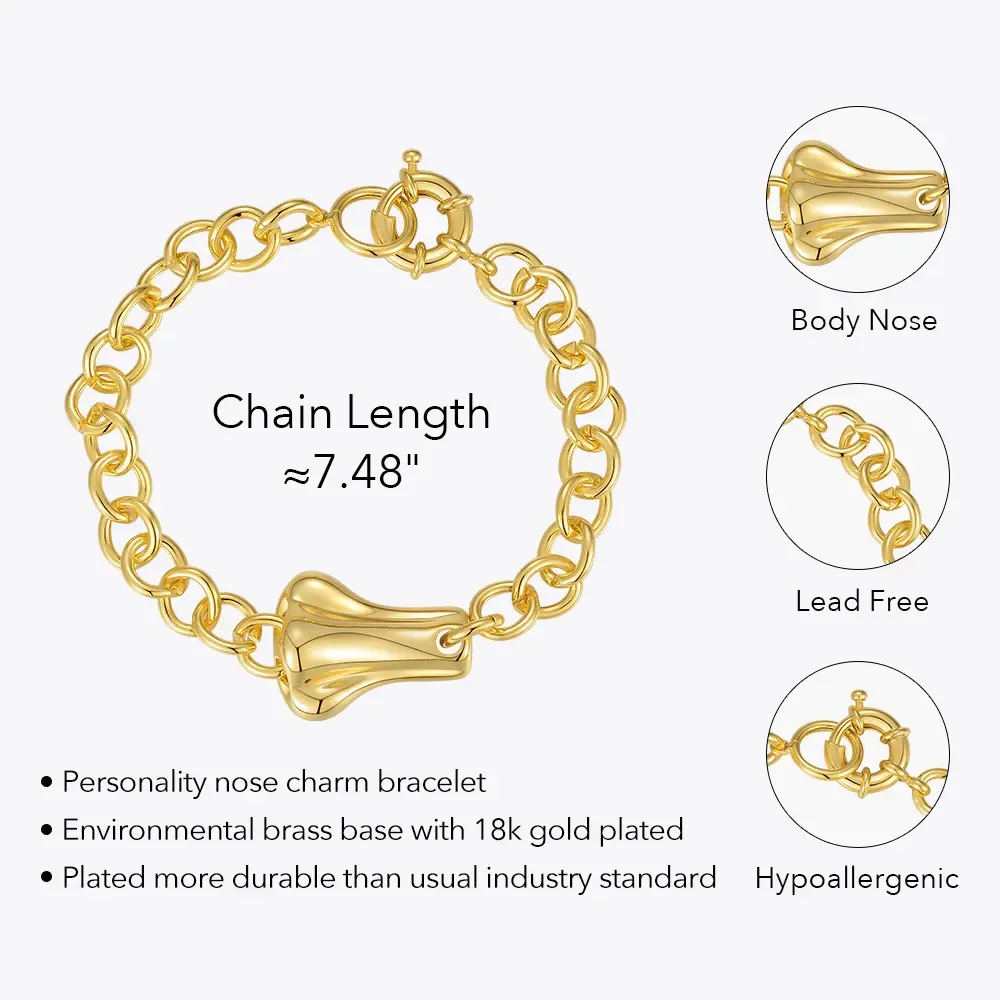 Chain Length
≈7.48"
Body Nose
Lead Free
Hypoallergenic
• Personality nose charm bracelet
• Environmental brass base with 18k gold plated
• Plated more durable than usual industry standard